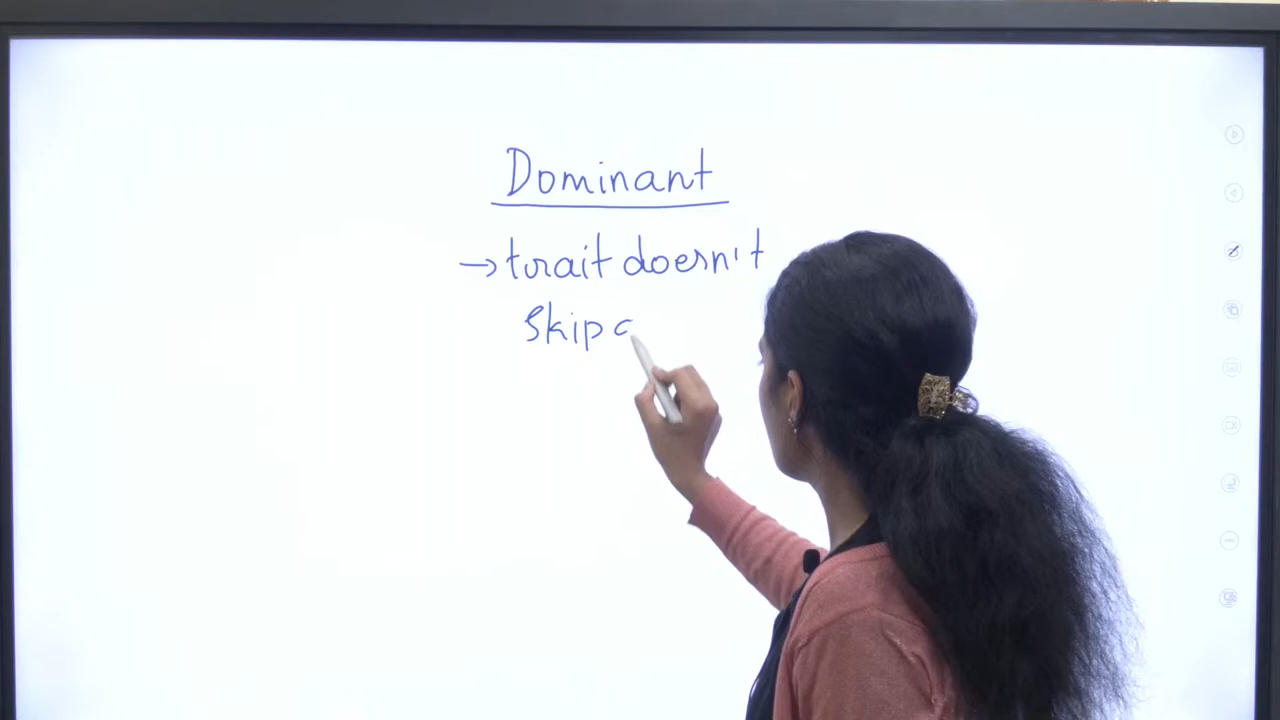 Dominant
→ trait doesn't
Skip